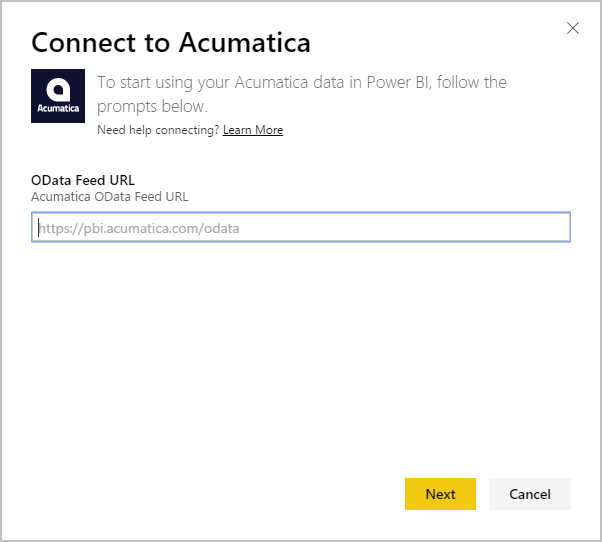 Connect to Acumatica
Acumatica
To start using your Acumatica data in Power BI, follow the
prompts below.
Need help connecting? Learn More
OData Feed URL
Acumatica OData Feed URL
https://pbi.acumatica.com/odata
Next
Cancel